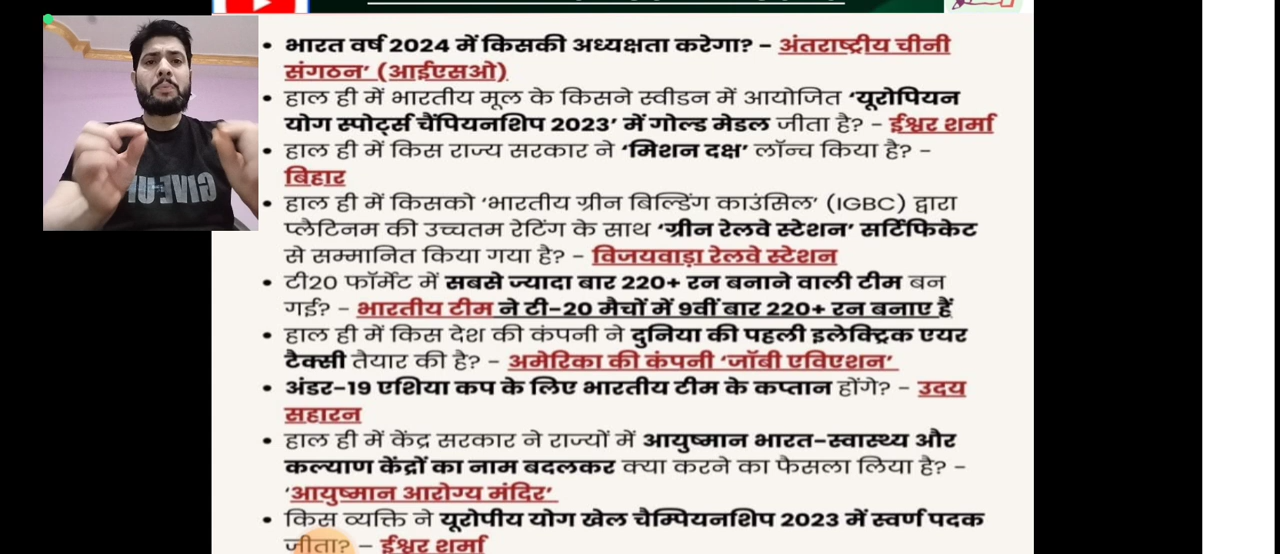 • भारत वर्ष 2024 में किसकी अध्यक्षता करेगा? – अंतराष्ट्रीय चीनी
संगठन’ (आईएसओ)
• हाल ही में भारतीय मूल के किसने स्वीडन में आयोजित ‘यूरोपियन
योग स्पोर्ट्स चैंपियनशिप 2023’ में गोल्ड मेडल जीता है? – ईश्वर शर्मा
• हाल ही में किस राज्य सरकार ने ‘मिशन दक्ष’ लॉन्च किया है? –
बिहार
• हाल ही में किसको ‘भारतीय ग्रीन बिल्डिंग काउंसिल’ (IGBC) द्वारा
प्लैटिनम की उच्चतम रेटिंग के साथ ‘ग्रीन रेलवे स्टेशन’ सर्टिफिकेट
से सम्मानित किया गया है? – विजयवाड़ा रेलवे स्टेशन
• टी20 फॉर्मेट में सबसे ज्यादा बार 220+ रन बनाने वाली टीम बन
गई? – भारतीय टीम ने टी–20 मैचों में 9वीं बार 220+ रन बनाए हैं
• हाल ही में किस देश की कंपनी ने दुनिया की पहली इलेक्ट्रिक एयर
टैक्सी तैयार की है? – अमेरिका की कंपनी ‘जॉबी एविएशन’
• अंडर–19 एशिया कप के लिए भारतीय टीम के कप्तान होंगे? – उदय
सहारन
• हाल ही में केंद्र सरकार ने राज्यों में आयुष्मान भारत–स्वास्थ्य और
कल्याण केंद्रों का नाम बदलकर क्या करने का फैसला लिया है? –
‘आयुष्मान आरोग्य मंदिर’
• किस व्यक्ति ने यूरोपीय योग खेल चैम्पियनशिप 2023 में स्वर्ण पदक
जीता? – ईश्वर शर्मा
GIVE UP